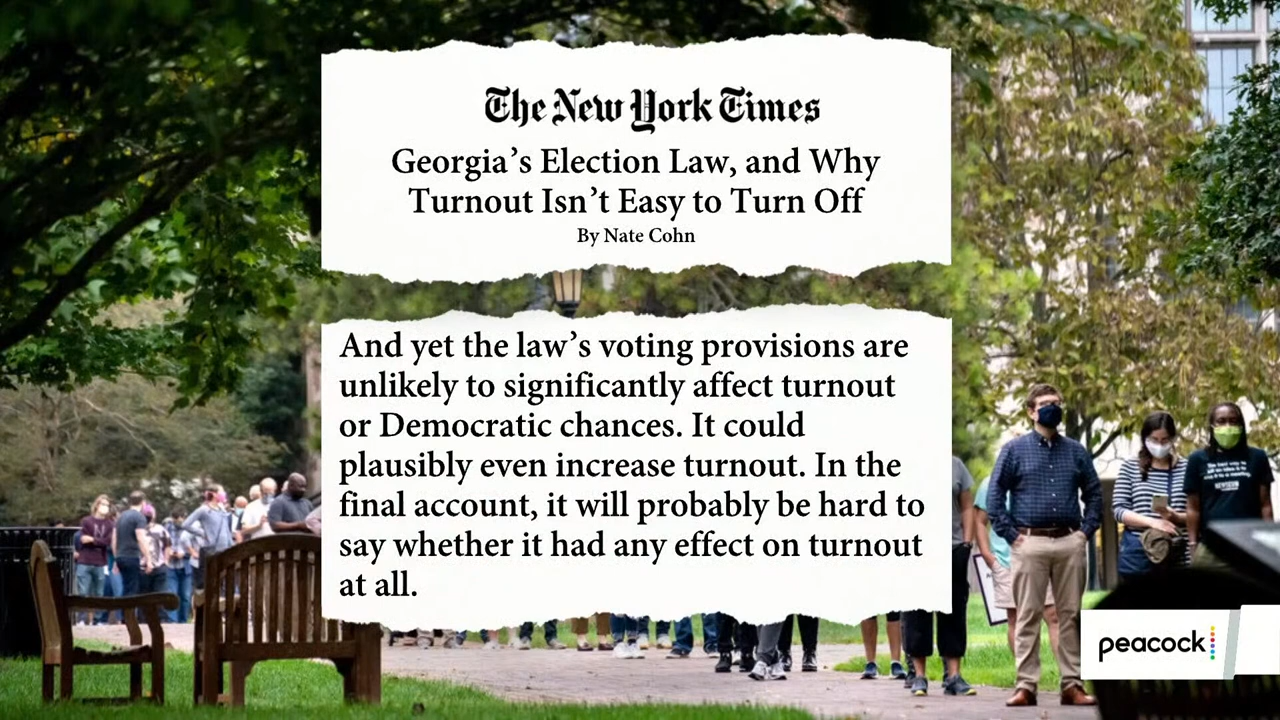 The New York Times
Georgia’s Election Law, and Why
Turnout Isn’t Easy to Turn Off
By Nate Cohn
And yet the law’s voting provisions are
unlikely to significantly affect turnout
or Democratic chances. It could
plausibly even increase turnout. In the
final account, it will probably be hard to
say whether it had any effect on turnout
at all.
peacock